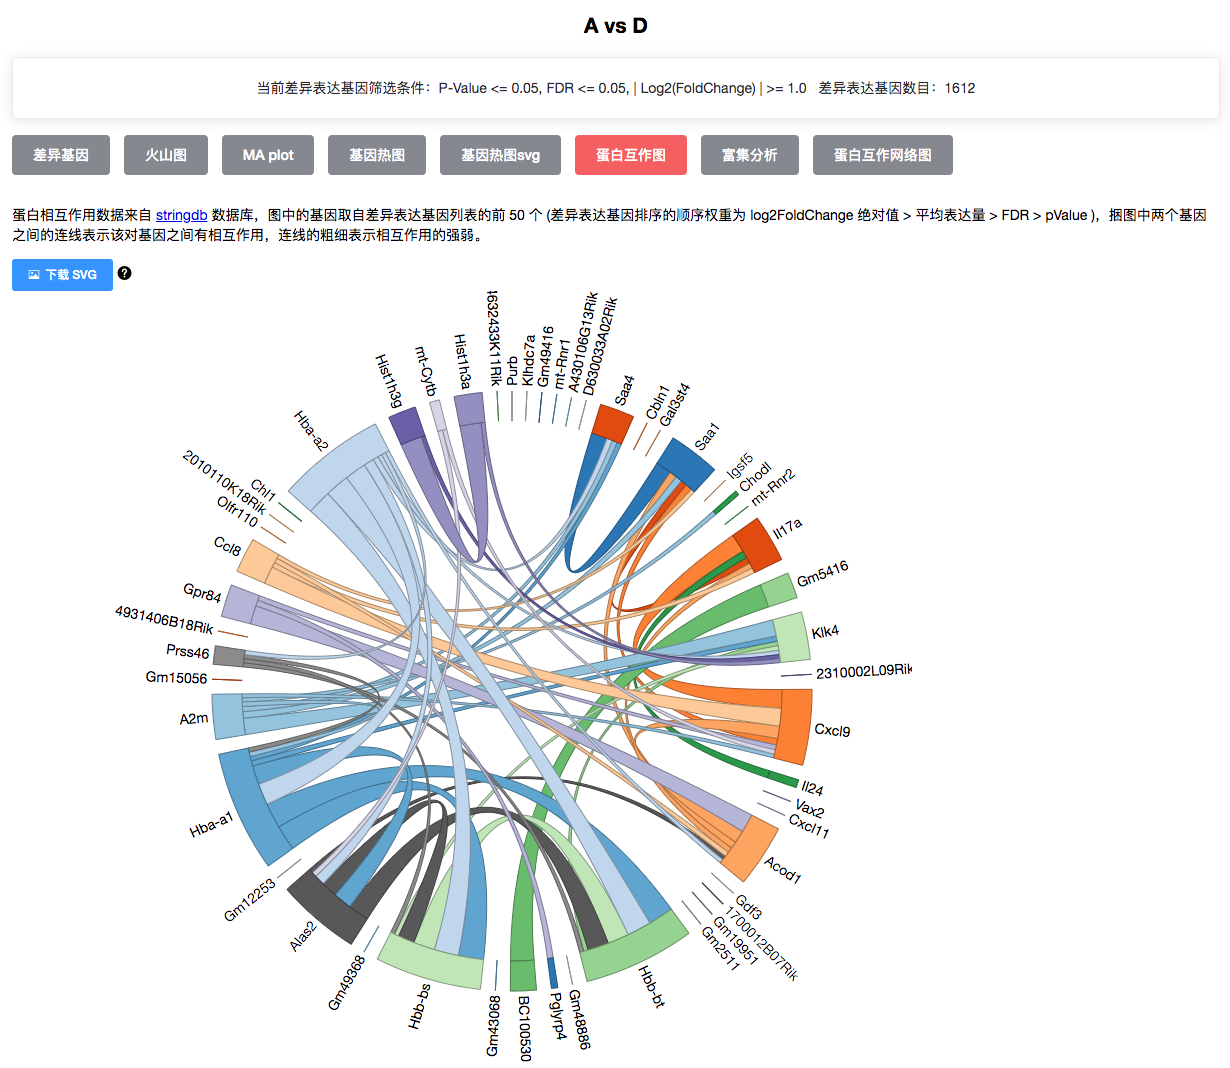 A vs D
当前差异表达基因筛选条件：P-Value <= 0.05, FDR <= 0.05, | Log2(FoldChange) | >= 1.0 差异表达基因数目：1612
差异基因
火山图
MA plot
基因热图
基因热图svg
蛋白互作图
富集分析
蛋白互作网络图
蛋白相互作用数据来自 stringdb 数据库，图中的基因取自差异表达基因列表的前 50 个 (差异表达基因排序的顺序权重为 log2FoldChange 绝对值 > 平均表达量 > FDR > pValue )，捆图中两个基因
之间的连线表示该对基因之间有相互作用，连线的粗细表示相互作用的强弱。
下载 SVG
?
Hist1h3g
mt-Cytb
Hist1h3a
4632433K11Rik
Purb
Klhdc7a
Gm49416
mt-Rnr1
A430106G13Rik
D630033A02Rik
Saa4
Cbln1
Gal3st4
Saa1
Igsf5
Chodl
mt-Rnr2
Il17a
Gm5416
Klk4
2310002L09Rik
Cxcl9
Il24
Vax2
Cxcl11
Acod1
Gdf3
1700012B07Rik
Gm19951
Gm2511
Hbb-bt
Gm48886
Pglyrp4
BC100530
Gm43068
Hbb-bs
Gm49368
Alas2
Gm12253
Hba-a1
A2m
Gm15056
Prss46
4931406B18Rik
Gpr84
Ccl8
Olfr110
2010110K18Rik
Chl1
Hba-a2